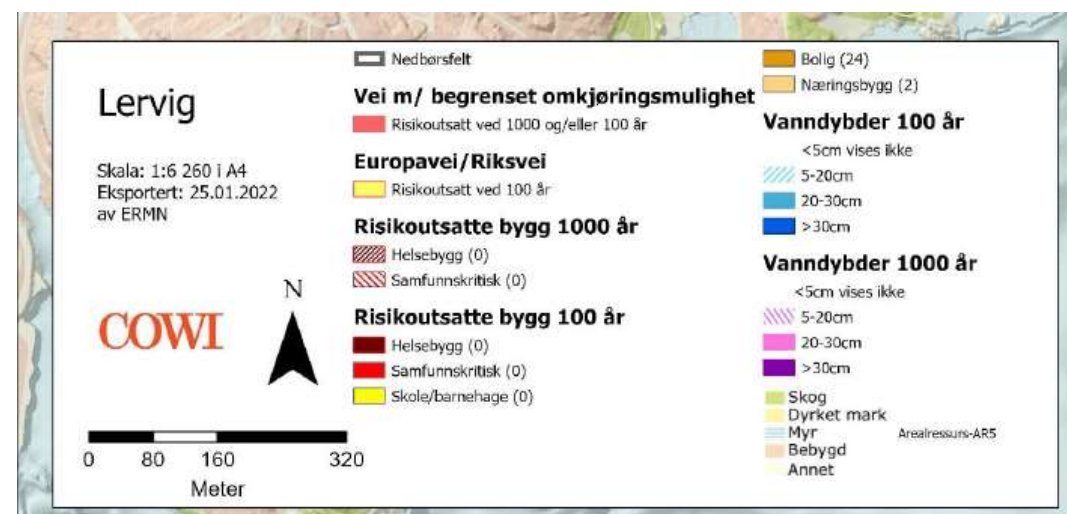 Lervig
Skala: 1:6 260 i A4
Eksportert: 25.01.2022
av ERMN
COWI
N
0 80 160 320
Meter
Nedbørsfelt
Vei m/ begrenset omkjøringsmulighet
Risikoutsatt ved 1000 og/eller 100 år
Europavei/Riksvei
Risikoutsatt ved 100 år
Risikoutsatte bygg 1000 år
Helsebygg (0)
Samfunnskritisk (0)
Risikoutsatte bygg 100 år
Helsebygg (0)
Samfunnskritisk (0)
Skole/barnehage (0)
Bolig (24)
Næringsbygg (2)
Vanndybder 100 år
<5cm vises ikke
5-20cm
20-30cm
>30cm
Vanndybder 1000 år
<5cm vises ikke
5-20cm
20-30cm
>30cm
Skog
Dyrket mark
Myr
Bebygd
Annet
Arealressurs-AR5